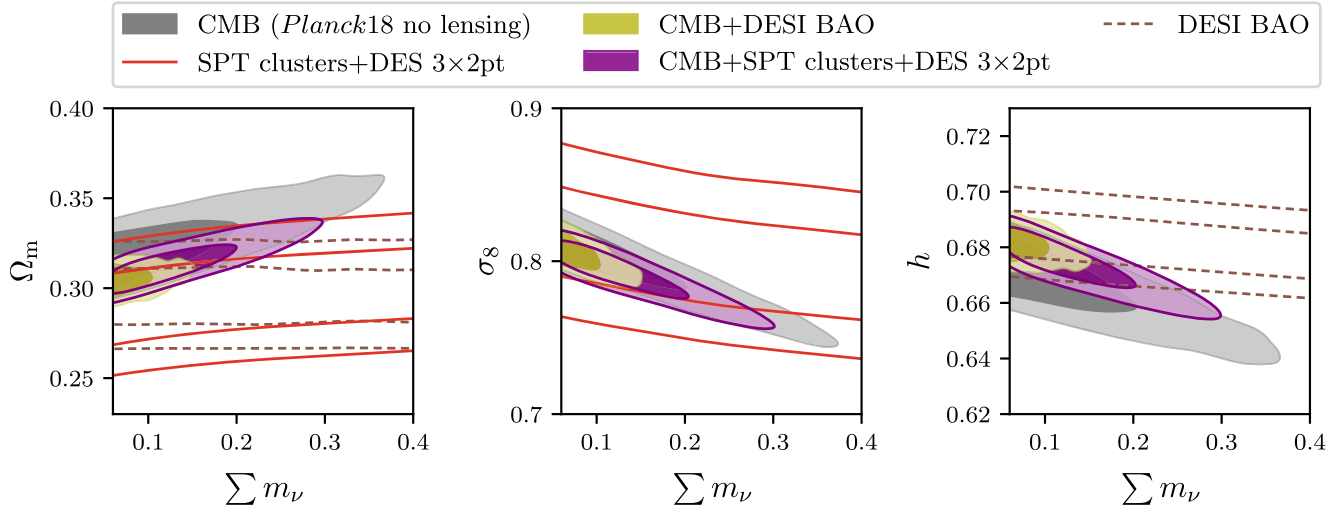 CMB (Planck18 no lensing) CMB+DESI BAO DESI BAO
SPT clusters+DES 3×2pt CMB+SPT clusters+DES 3×2pt
0.40
0.35
0.30
0.25
Ωm
0.1 0.2 0.3 0.4
∑ mν
0.9
0.8
0.7
σ8
0.1 0.2 0.3 0.4
∑ mν
0.72
0.70
0.68
0.66
0.64
0.62
h
0.1 0.2 0.3 0.4
∑ mν